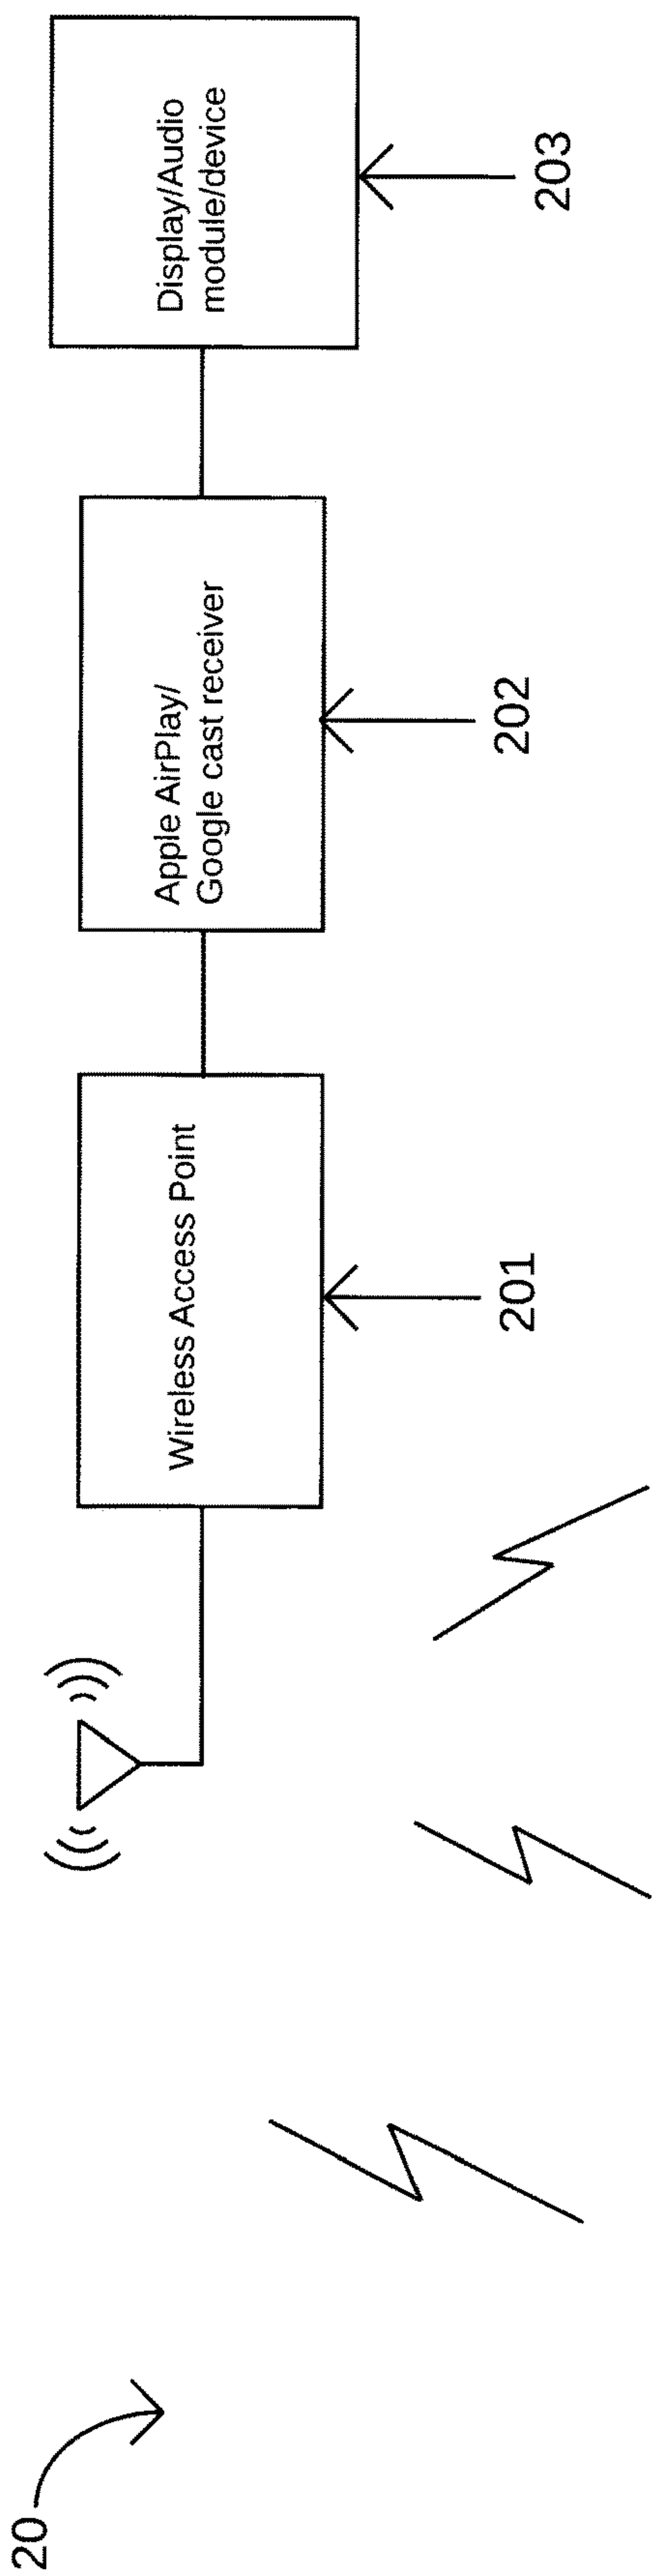 20
Wireless Access Point
201
Apple AirPlay/
Google cast receiver
202
Display/Audio
module/device
203